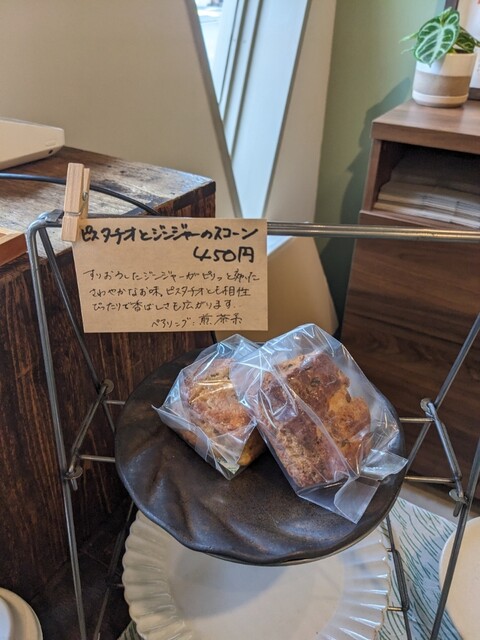 ピスタチオとジンジャーのスコーン
450円
すりおろしたジンジャーがピリッと効いた
さわやかなお味。ピスタチオとも相性
ぴったりで香ばしさも広がります。
ペアリング：煎茶系